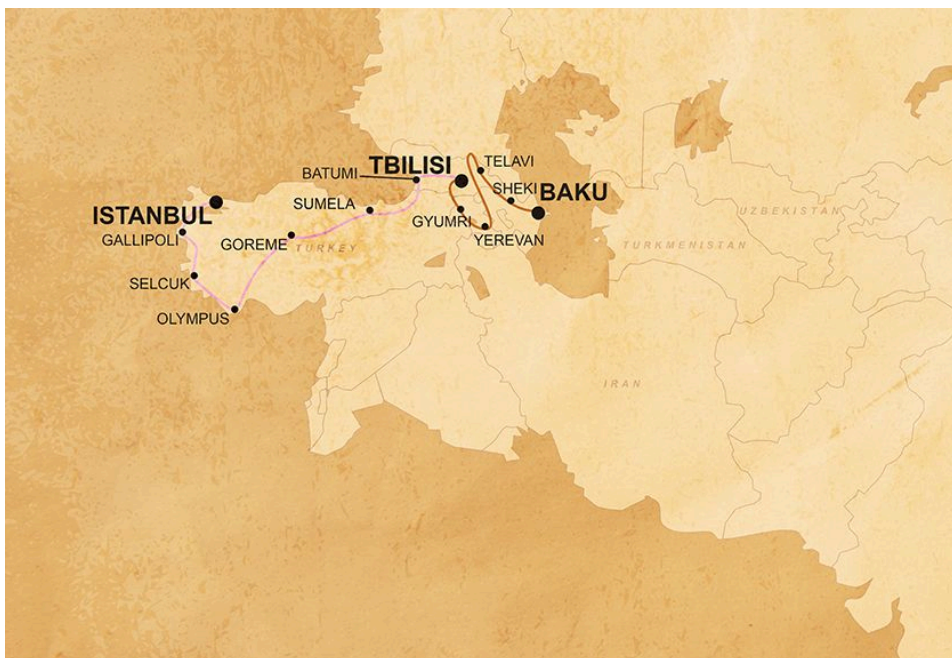 TBILISI
TELAVI
BATUMI
SHEKI
BAKU
SUMELA
ISTANBUL
GYUMRI
UZBEKISTAN
YEREVAN
GALLIPOLI
GOREME
TURKEY
TURKMENISTAN
SELCUK
OLYMPUS
IRAN